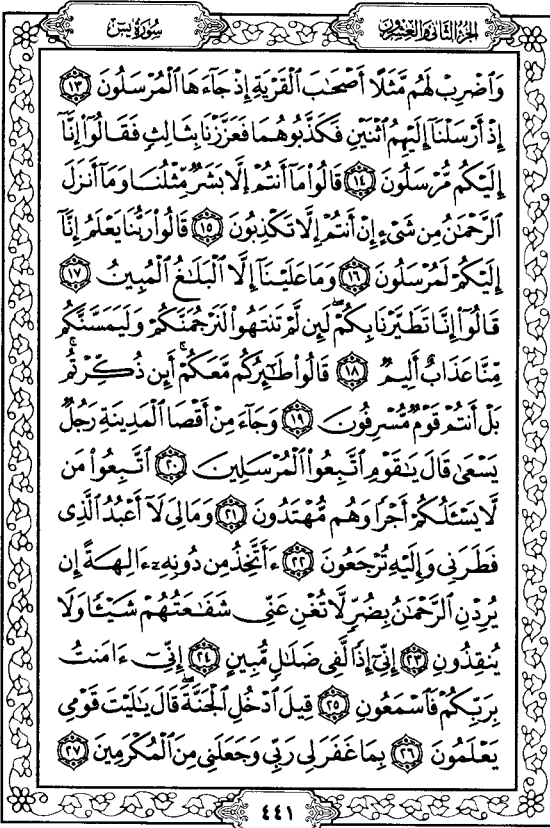 الجزء الثاني والعشرون
سورة يس
وَٱضْرِبْ لَهُم مَّثَلًا أَصْحَٰبَ ٱلْقَرْيَةِ إِذْ جَآءَهَا ٱلْمُرْسَلُونَ ١٣
إِذْ أَرْسَلْنَآ إِلَيْهِمُ ٱثْنَيْنِ فَكَذَّبُوهُمَا فَعَزَّزْنَا بِثَالِثٍ فَقَالُوٓا۟ إِنَّآ
إِلَيْكُم مُّرْسَلُونَ ١٤ قَالُوا۟ مَآ أَنتُمْ إِلَّا بَشَرٌ مِّثْلُنَا وَمَآ أَنزَلَ
ٱلرَّحْمَٰنُ مِن شَىْءٍ إِنْ أَنتُمْ إِلَّا تَكْذِبُونَ ١٥ قَالُوا۟ رَبُّنَا يَعْلَمُ إِنَّآ
إِلَيْكُمْ لَمُرْسَلُونَ ١٦ وَمَا عَلَيْنَآ إِلَّا ٱلْبَلَٰغُ ٱلْمُبِينُ ١٧
قَالُوٓا۟ إِنَّا تَطَيَّرْنَا بِكُمْ ۖ لَئِن لَّمْ تَنتَهُوا۟ لَنَرْجُمَنَّكُمْ وَلَيَمَسَّنَّكُم
مِّنَّا عَذَابٌ أَلِيمٌ ١٨ قَالُوا۟ طَٰٓئِرُكُم مَّعَكُمْ ۚ أَئِن ذُكِّرْتُم ۚ
بَلْ أَنتُمْ قَوْمٌ مُّسْرِفُونَ ١٩ وَجَآءَ مِنْ أَقْصَا ٱلْمَدِينَةِ رَجُلٌ
يَسْعَىٰ قَالَ يَٰقَوْمِ ٱتَّبِعُوا۟ ٱلْمُرْسَلِينَ ٢٠ ٱتَّبِعُوا۟ مَن
لَّا يَسْـَٔلُكُمْ أَجْرًا وَهُم مُّهْتَدُونَ ٢١ وَمَا لِىَ لَآ أَعْبُدُ ٱلَّذِى
فَطَرَنِى وَإِلَيْهِ تُرْجَعُونَ ٢٢ ءَأَتَّخِذُ مِن دُونِهِۦٓ ءَالِهَةً إِن
يُرِدْنِ ٱلرَّحْمَٰنُ بِضُرٍّ لَّا تُغْنِ عَنِّى شَفَٰعَتُهُمْ شَيْـًٔا وَلَا
يُنقِذُونِ ٢٣ إِنِّىٓ إِذًا لَّفِى ضَلَٰلٍ مُّبِينٍ ٢٤ إِنِّىٓ ءَامَنتُ
بِرَبِّكُمْ فَٱسْمَعُونِ ٢٥ قِيلَ ٱدْخُلِ ٱلْجَنَّةَ ۖ قَالَ يَٰلَيْتَ قَوْمِى
يَعْلَمُونَ ٢٦ بِمَا غَفَرَ لِى رَبِّى وَجَعَلَنِى مِنَ ٱلْمُكْرَمِينَ ٢٧
٤٤١